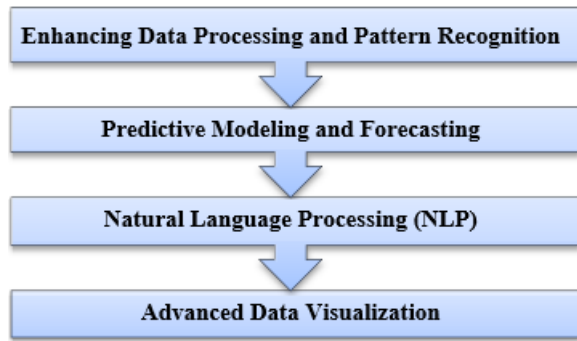 Enhancing Data Processing and Pattern Recognition
Predictive Modeling and Forecasting
Natural Language Processing (NLP)
Advanced Data Visualization